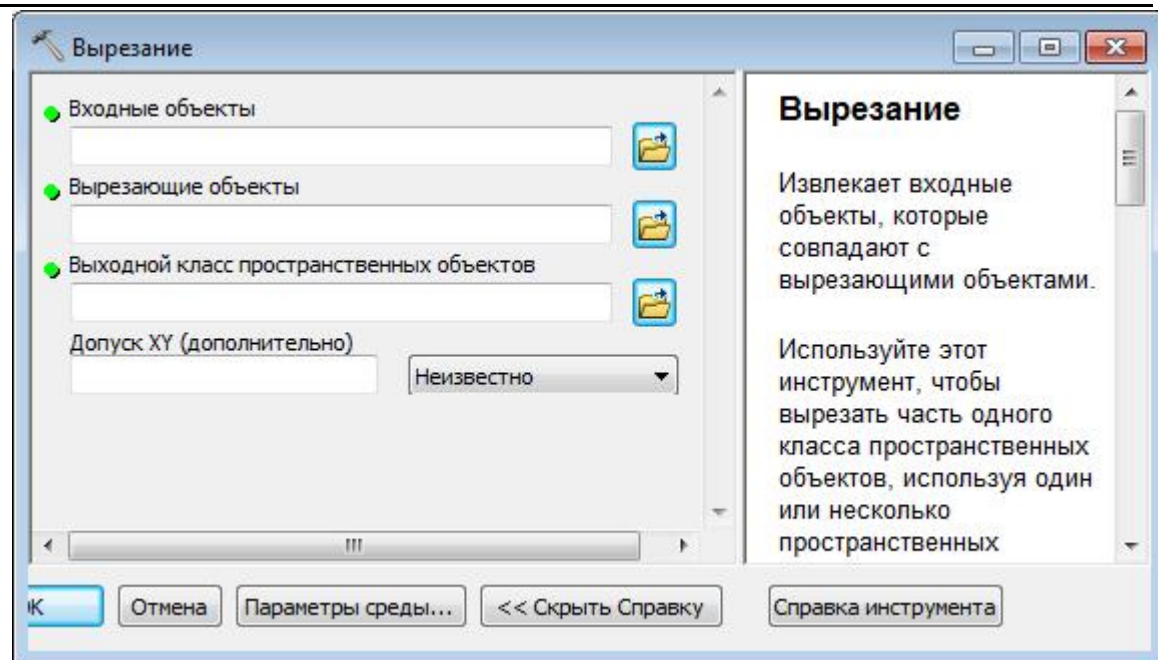 Вырезание
Входные объекты
Вырезающие объекты
Выходной класс пространственных объектов
Допуск XY (дополнительно)
Неизвестно
Вырезание
Извлекает входные
объекты, которые
совпадают с
вырезающими объектами.
Используйте этот
инструмент, чтобы
вырезать часть одного
класса пространственных
объектов, используя один
или несколько
пространственных
Отмена
Параметры среды...
<< Скрыть Справку
Справка инструмента